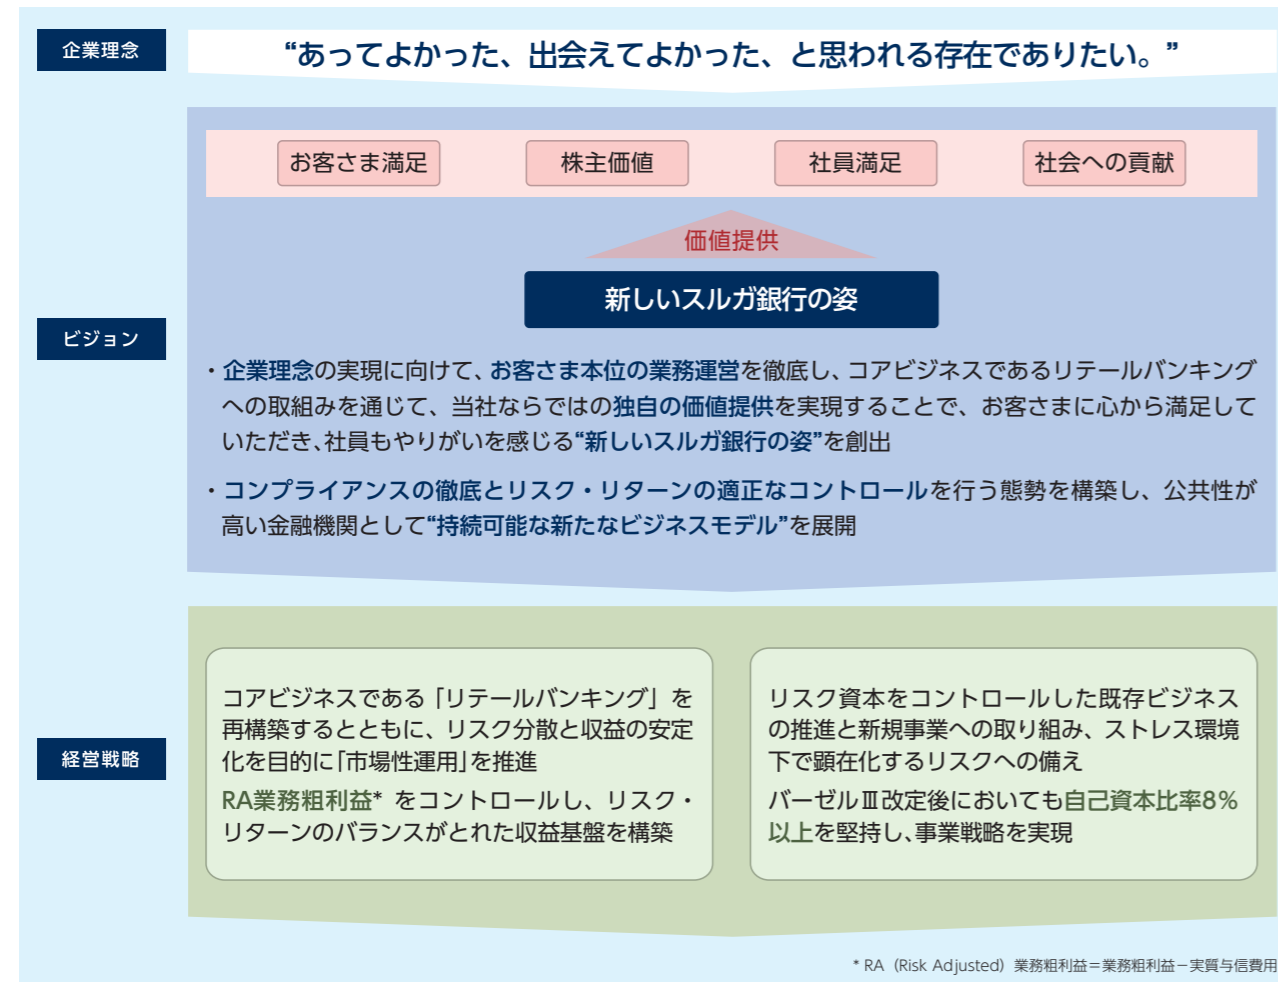 企業理念
“あってよかった、出会えてよかった、と思われる存在でありたい。”
お客さま満足
株主価値
社員満足
社会への貢献
価値提供
新しいスルガ銀行の姿
ビジョン
・企業理念の実現に向けて、お客さま本位の業務運営を徹底し、コアビジネスであるリテールバンキング
への取組みを通じて、当社ならではの独自の価値提供を実現することで、お客さまに心から満足して
いただき、社員もやりがいを感じる“新しいスルガ銀行の姿”を創出
・コンプライアンスの徹底とリスク・リターンの適正なコントロールを行う態勢を構築し、公共性が
高い金融機関として“持続可能な新たなビジネスモデル”を展開
経営戦略
コアビジネスである「リテールバンキング」を
再構築するとともに、リスク分散と収益の安定
化を目的に「市場性運用」を推進
RA業務粗利益* をコントロールし、リスク・
リターンのバランスがとれた収益基盤を構築
リスク資本をコントロールした既存ビジネス
の推進と新規事業への取り組み、ストレス環境
下で顕在化するリスクへの備え
バーゼルⅢ改定後においても自己資本比率8%
以上を堅持し、事業戦略を実現
* RA（Risk Adjusted）業務粗利益＝業務粗利益－実質与信費用